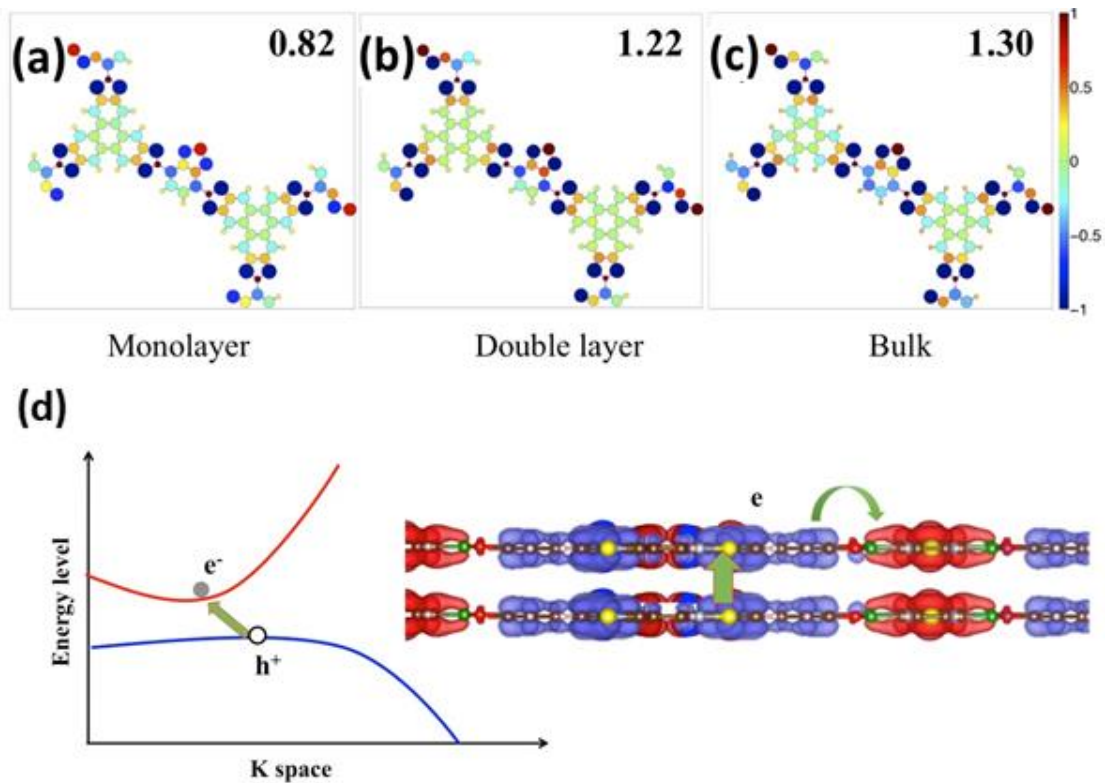 (a) 0.82
(b) 1.22
(c) 1.30
1
0.5
0
−0.5
−1
Monolayer
Double layer
Bulk
(d)
Energy level
e-
h+
K space
e